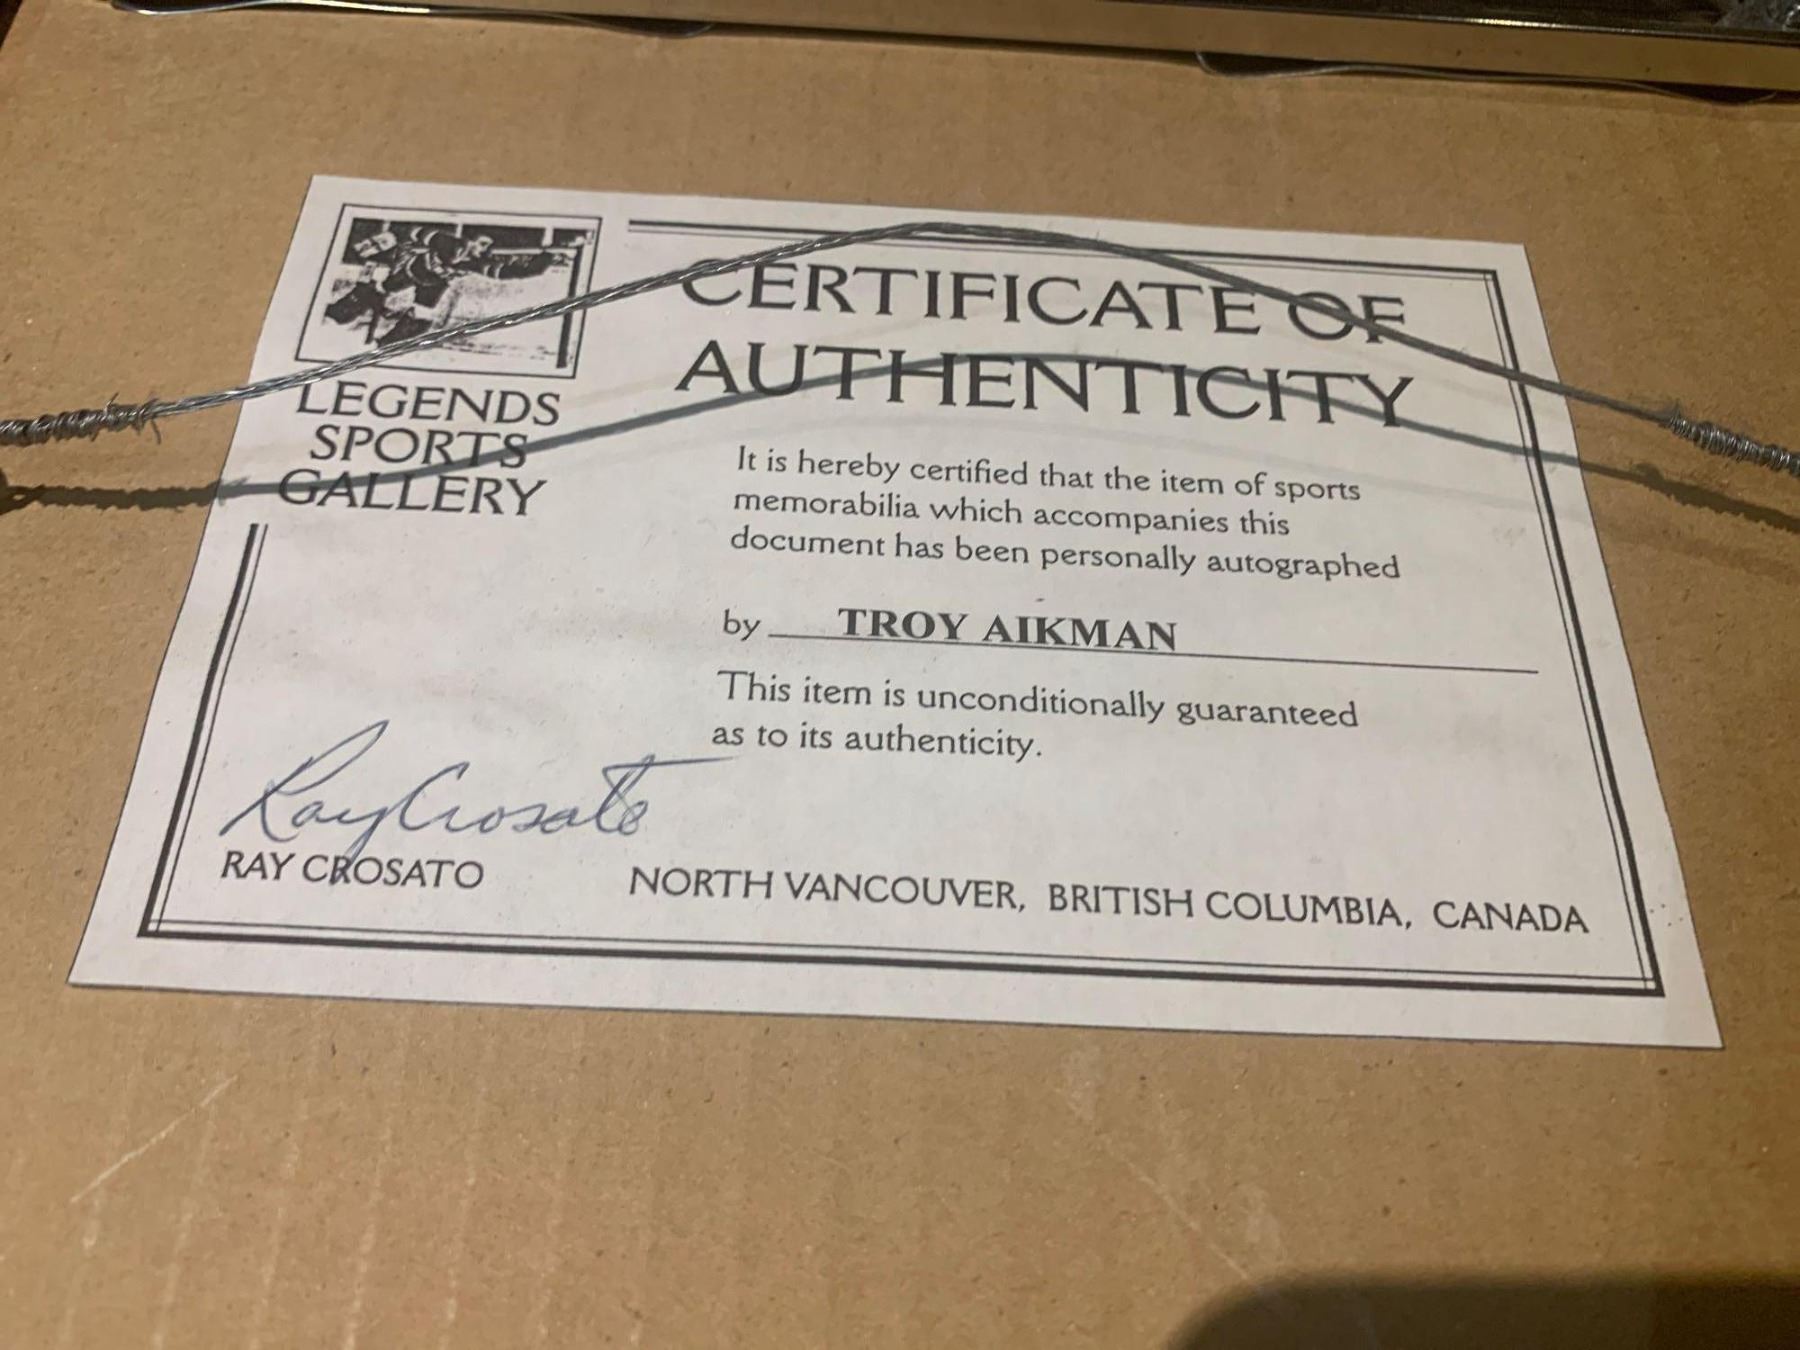 LEGENDS
SPORTS
GALLERY
CERTIFICATE OF
AUTHENTICITY
It is hereby certified that the item of sports
memorabilia which accompanies this
document has been personally autographed
by TROY AIKMAN
This item is unconditionally guaranteed
as to its authenticity.
Ray Crosato
RAY CROSATO
NORTH VANCOUVER, BRITISH COLUMBIA, CANADA